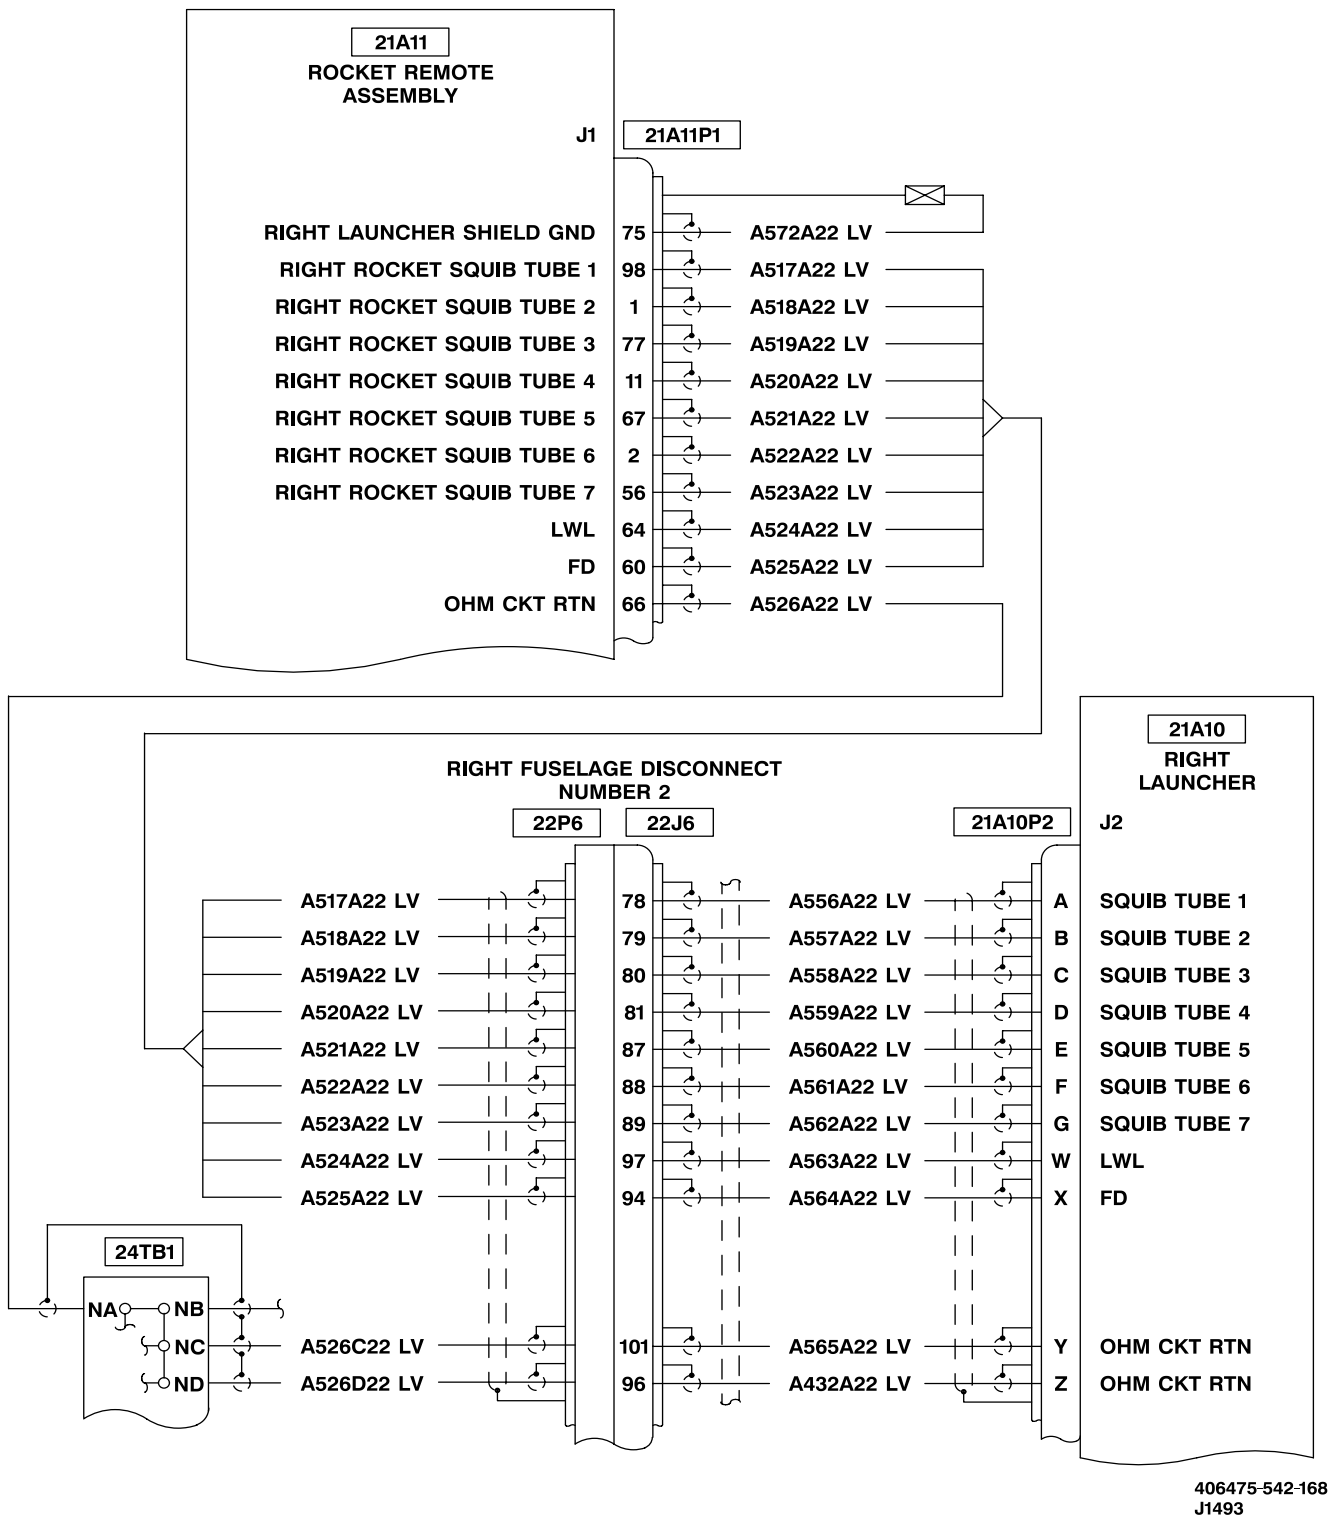 21A11
ROCKET REMOTE
ASSEMBLY
J1 21A11P1
RIGHT LAUNCHER SHIELD GND 75 A572A22 LV
RIGHT ROCKET SQUIB TUBE 1 98 A517A22 LV
RIGHT ROCKET SQUIB TUBE 2 1 A518A22 LV
RIGHT ROCKET SQUIB TUBE 3 77 A519A22 LV
RIGHT ROCKET SQUIB TUBE 4 11 A520A22 LV
RIGHT ROCKET SQUIB TUBE 5 67 A521A22 LV
RIGHT ROCKET SQUIB TUBE 6 2 A522A22 LV
RIGHT ROCKET SQUIB TUBE 7 56 A523A22 LV
LWL 64 A524A22 LV
FD 60 A525A22 LV
OHM CKT RTN 66 A526A22 LV
21A10
RIGHT
LAUNCHER
RIGHT FUSELAGE DISCONNECT
NUMBER 2
22P6 22J6 21A10P2 J2
A517A22 LV 78 A556A22 LV A SQUIB TUBE 1
A518A22 LV 79 A557A22 LV B SQUIB TUBE 2
A519A22 LV 80 A558A22 LV C SQUIB TUBE 3
A520A22 LV 81 A559A22 LV D SQUIB TUBE 4
A521A22 LV 87 A560A22 LV E SQUIB TUBE 5
A522A22 LV 88 A561A22 LV F SQUIB TUBE 6
A523A22 LV 89 A562A22 LV G SQUIB TUBE 7
A524A22 LV 97 A563A22 LV W LWL
A525A22 LV 94 A564A22 LV X FD
24TB1
NA NB
NC A526C22 LV 101 A565A22 LV Y OHM CKT RTN
ND A526D22 LV 96 A432A22 LV Z OHM CKT RTN
406475-542-168
J1493